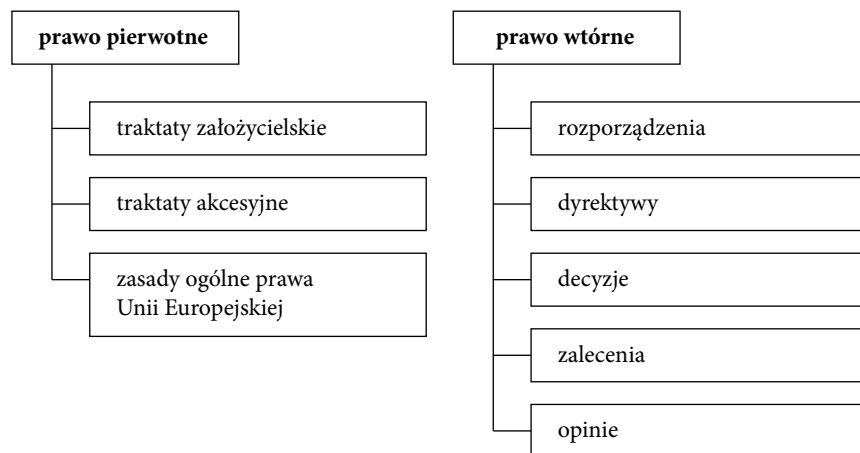 prawo pierwotne
traktaty założycielskie
traktaty akcesyjne
zasady ogólne prawa
Unii Europejskiej
prawo wtórne
rozporządzenia
dyrektywy
decyzje
zalecenia
opinie